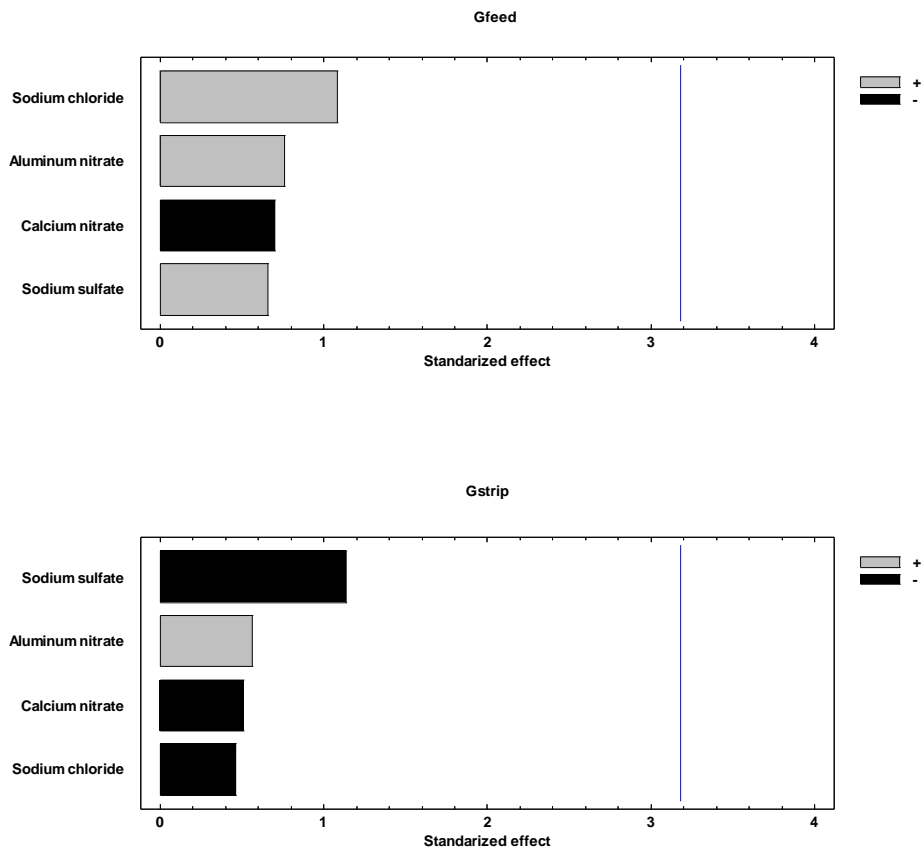 Gfeed
+
-
Sodium chloride
Aluminum nitrate
Calcium nitrate
Sodium sulfate
0 1 2 3 4
Standarized effect
Gstrip
+
-
Sodium sulfate
Aluminum nitrate
Calcium nitrate
Sodium chloride
0 1 2 3 4
Standarized effect